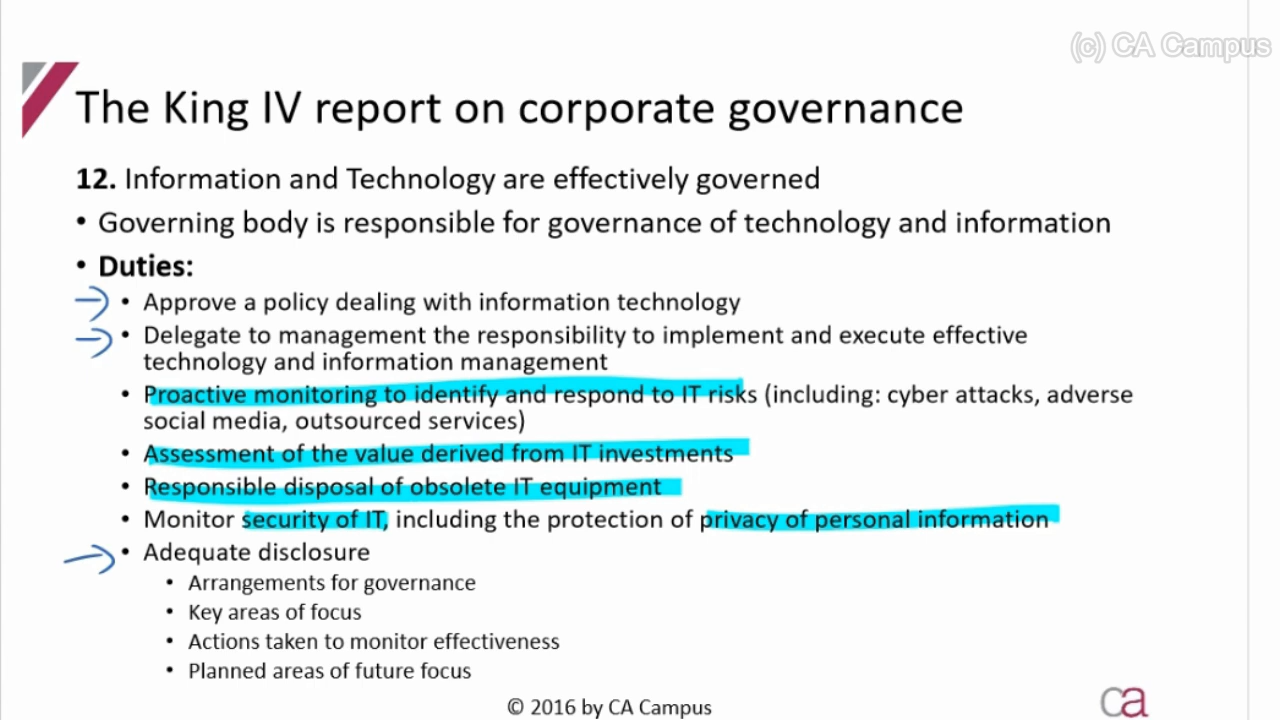 (c) CA Campus
The King IV report on corporate governance
12. Information and Technology are effectively governed
• Governing body is responsible for governance of technology and information
• Duties:
• Approve a policy dealing with information technology
• Delegate to management the responsibility to implement and execute effective
technology and information management
• Proactive monitoring to identify and respond to IT risks (including: cyber attacks, adverse
social media, outsourced services)
• Assessment of the value derived from IT investments
• Responsible disposal of obsolete IT equipment
• Monitor security of IT, including the protection of privacy of personal information
• Adequate disclosure
• Arrangements for governance
• Key areas of focus
• Actions taken to monitor effectiveness
• Planned areas of future focus
© 2016 by CA Campus
ca